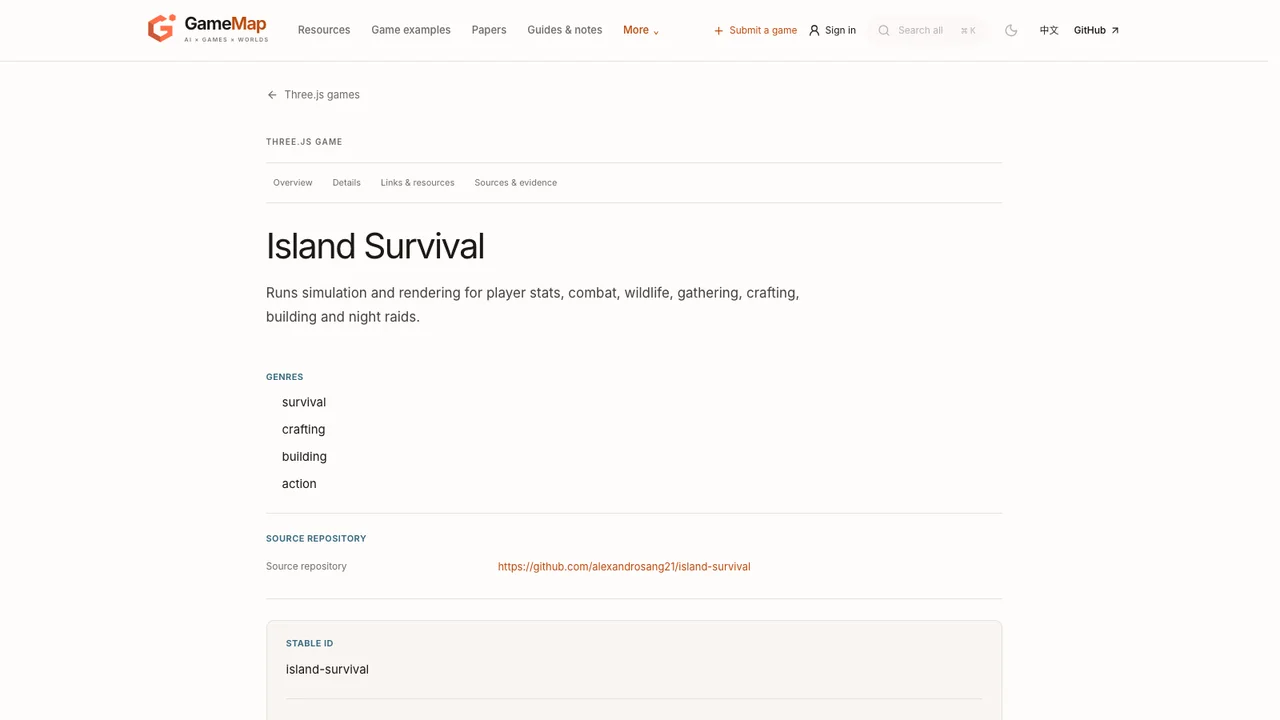 GameMap
AI × GAMES × WORLDS
Resources
Game examples
Papers
Guides & notes
More
+ Submit a game
Sign in
Search all
⌘ K
中文
GitHub ↗
← Three.js games
THREE.JS GAME
Overview
Details
Links & resources
Sources & evidence
Island Survival
Runs simulation and rendering for player stats, combat, wildlife, gathering, crafting,
building and night raids.
GENRES
survival
crafting
building
action
SOURCE REPOSITORY
Source repository
https://github.com/alexandrosang21/island-survival
STABLE ID
island-survival